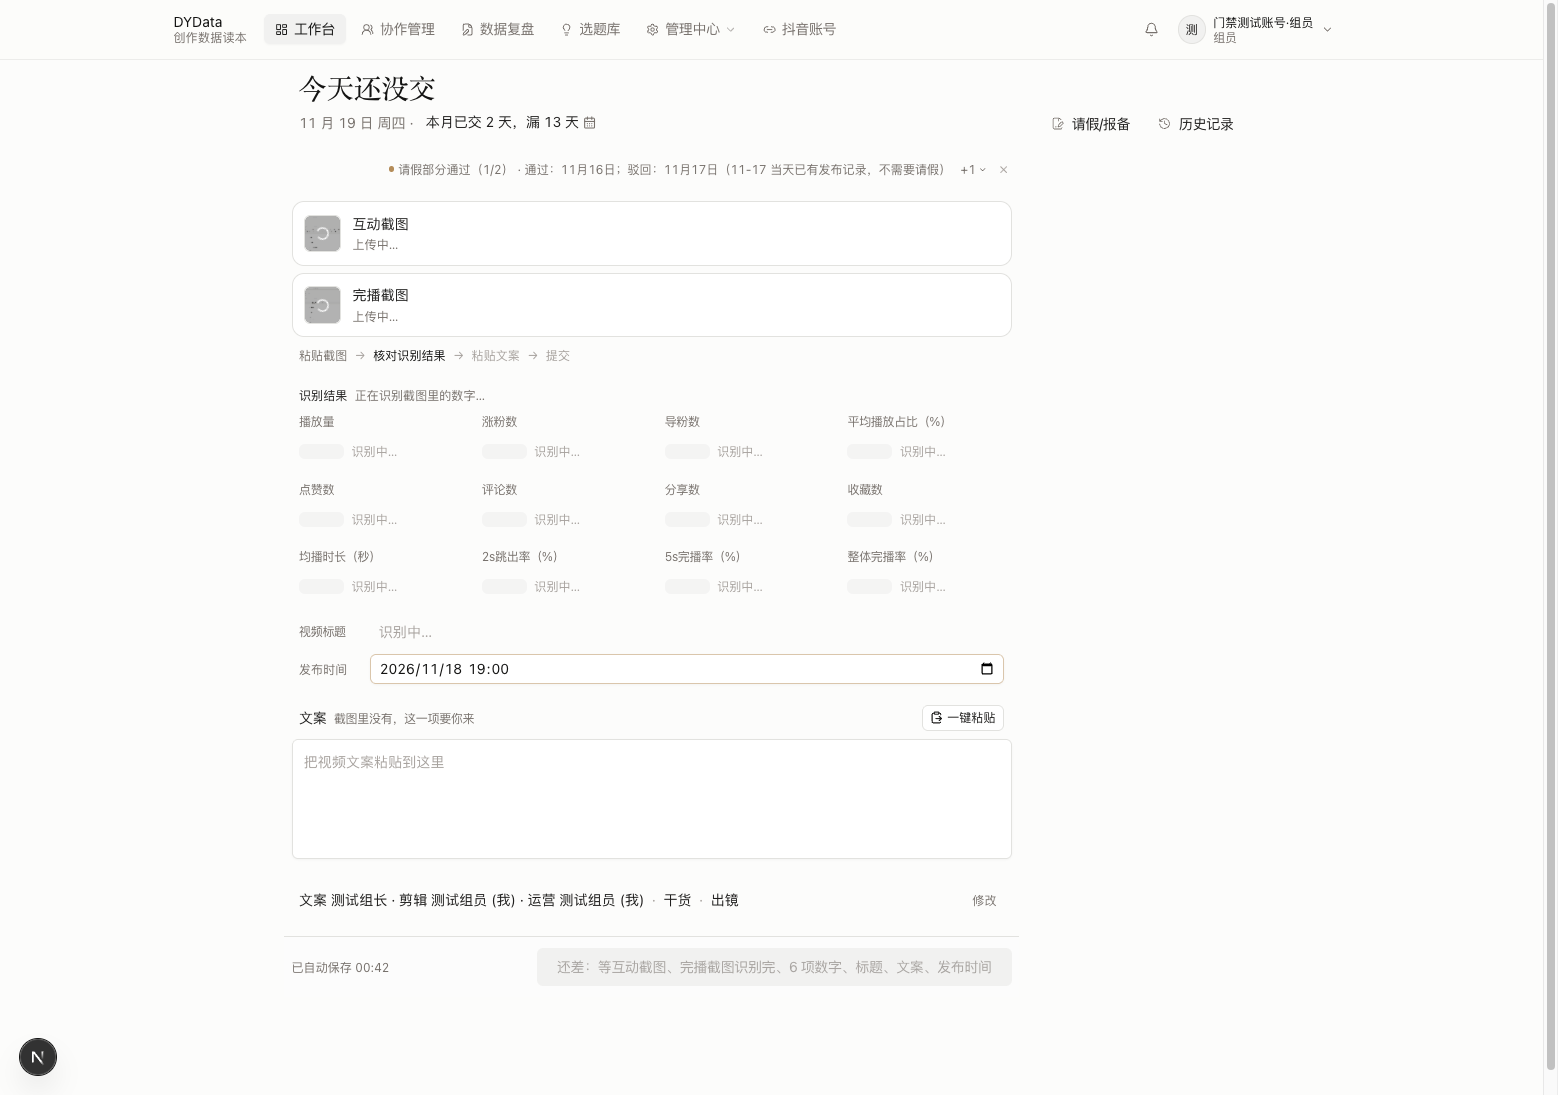 DYData
创作数据读本
工作台
协作管理
数据复盘
选题库
管理中心
抖音账号
测
门禁测试账号·组员
组员
今天还没交
11 月 19 日 周四 · 本月已交 2 天，漏 13 天
请假/报备
历史记录
请假部分通过（1/2） · 通过：11月16日；驳回：11月17日（11-17 当天已有发布记录，不需要请假） +1
互动截图
上传中...
完播截图
上传中...
粘贴截图 → 核对识别结果 → 粘贴文案 → 提交
识别结果 正在识别截图里的数字...
播放量 涨粉数 导粉数 平均播放占比（%）
识别中... 识别中... 识别中... 识别中...
点赞数 评论数 分享数 收藏数
识别中... 识别中... 识别中... 识别中...
均播时长（秒） 2s跳出率（%） 5s完播率（%） 整体完播率（%）
识别中... 识别中... 识别中... 识别中...
视频标题 识别中...
发布时间 2026/11/18 19:00
文案 截图里没有，这一项要你来
一键粘贴
把视频文案粘贴到这里
文案 测试组长 · 剪辑 测试组员 (我) · 运营 测试组员 (我) · 干货 · 出镜
修改
已自动保存 00:42
还差：等互动截图、完播截图识别完、6 项数字、标题、文案、发布时间
N